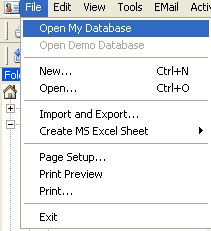 File Edit View Tools EMail
Open My Database
Open Demo Database
New... Ctrl+N
Open... Ctrl+O
Import and Export...
Create MS Excel Sheet
Page Setup...
Print Preview
Print...
Exit